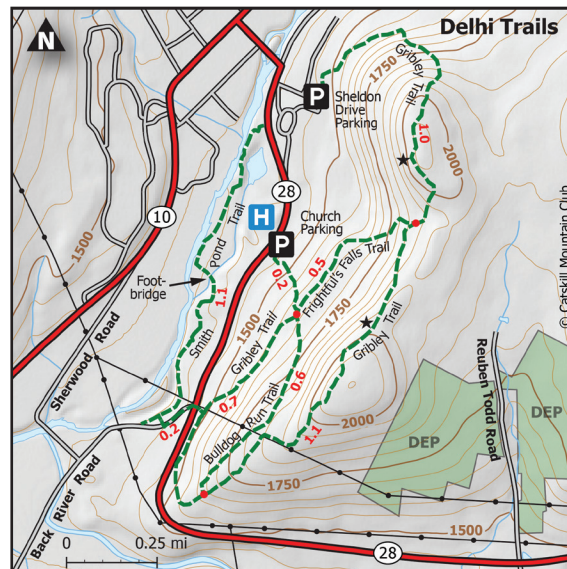 Delhi Trails
N
1750
Gribley
Trail
P
Sheldon
Drive
Parking
1.0
2000
28
10
H
P
Church
Parking
1500
Pond Trail
Foot-
bridge
1.1
Smith
0.2
0.5
Frightful's Falls Trail
1500
1750
Gribley Trail
Gribley Trail
0.7
0.6
Bulldog Run Trail
1.1
2000
0.2
Sherwood Road
Back River Road
1750
DEP
DEP
Reuben Todd Road
1500
28
0 0.25 mi
© Catskill Mountain Club